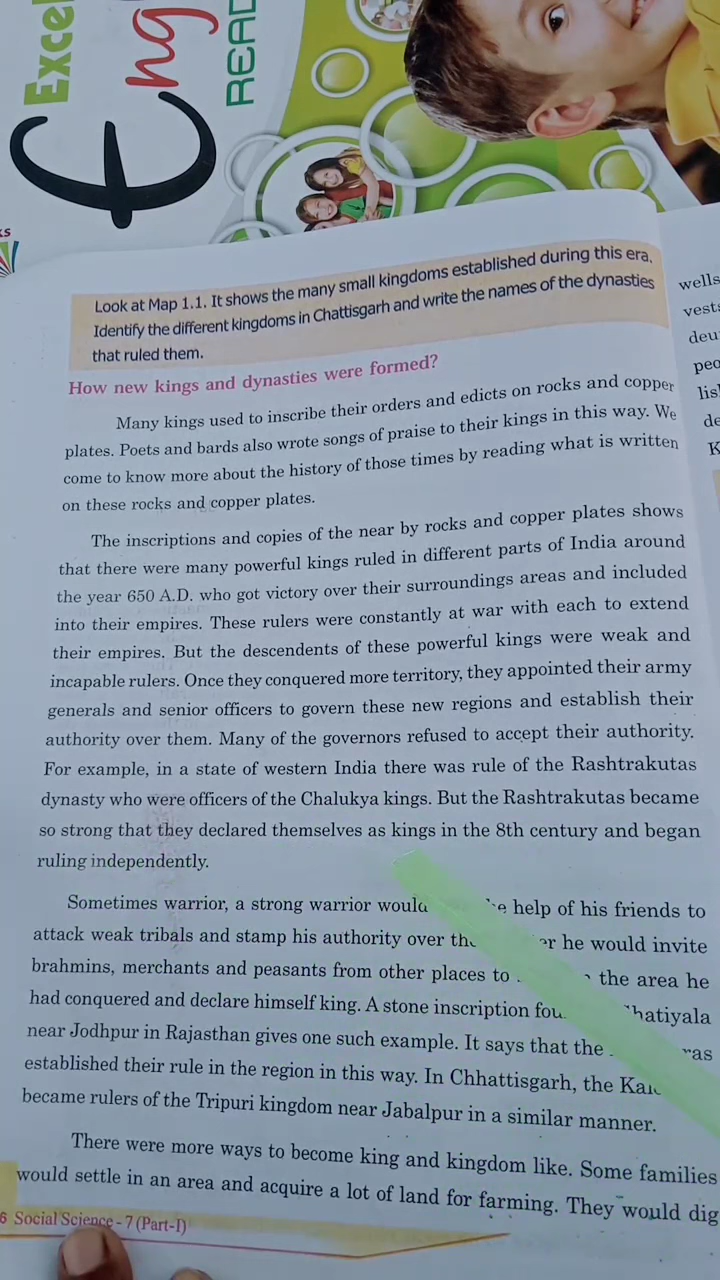 Excel
Eng
READ
KS
Look at Map 1.1. It shows the many small kingdoms established during this era.
Identify the different kingdoms in Chattisgarh and write the names of the dynasties
that ruled them.
How new kings and dynasties were formed?
Many kings used to inscribe their orders and edicts on rocks and copper
plates. Poets and bards also wrote songs of praise to their kings in this way. We
come to know more about the history of those times by reading what is written
on these rocks and copper plates.
The inscriptions and copies of the near by rocks and copper plates shows
that there were many powerful kings ruled in different parts of India around
the year 650 A.D. who got victory over their surroundings areas and included
into their empires. These rulers were constantly at war with each to extend
their empires. But the descendents of these powerful kings were weak and
incapable rulers. Once they conquered more territory, they appointed their army
generals and senior officers to govern these new regions and establish their
authority over them. Many of the governors refused to accept their authority.
For example, in a state of western India there was rule of the Rashtrakutas
dynasty who were officers of the Chalukya kings. But the Rashtrakutas became
so strong that they declared themselves as kings in the 8th century and began
ruling independently.
Sometimes warrior, a strong warrior would help of his friends to
attack weak tribals and stamp his authority over he would invite
brahmins, merchants and peasants from other places to the area he
had conquered and declare himself king. A stone inscription hatiyala
near Jodhpur in Rajasthan gives one such example. It says that the ras
established their rule in the region in this way. In Chhattisgarh, the
became rulers of the Tripuri kingdom near Jabalpur in a similar manner.
There were more ways to become king and kingdom like. Some families
would settle in an area and acquire a lot of land for farming. They would dig
6 Social Science - 7 (Part-I)
wells
vest
deu
peo
lis
de
K